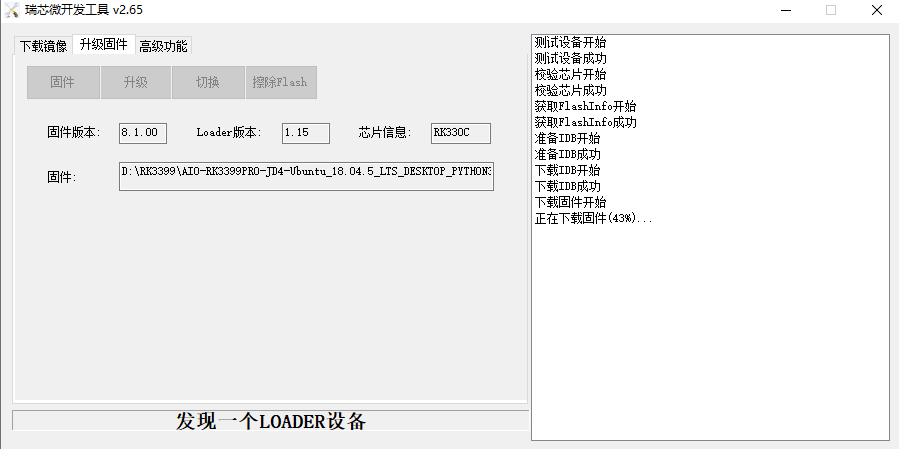 瑞芯微开发工具 v2.65
下载镜像 升级固件 高级功能
固件 升级 切换 擦除Flash
固件版本: 8.1.00 Loader版本: 1.15 芯片信息: RK330C
固件: D:\RK3399\AIO-RK3399PRO-JD4-Ubuntu_18.04.5_LTS_DESKTOP_PYTHON3
发现一个LOADER设备
测试设备开始
测试设备成功
校验芯片开始
校验芯片成功
获取FlashInfo开始
获取FlashInfo成功
准备IDB开始
准备IDB成功
下载IDB开始
下载IDB成功
下载固件开始
正在下载固件(43%)...